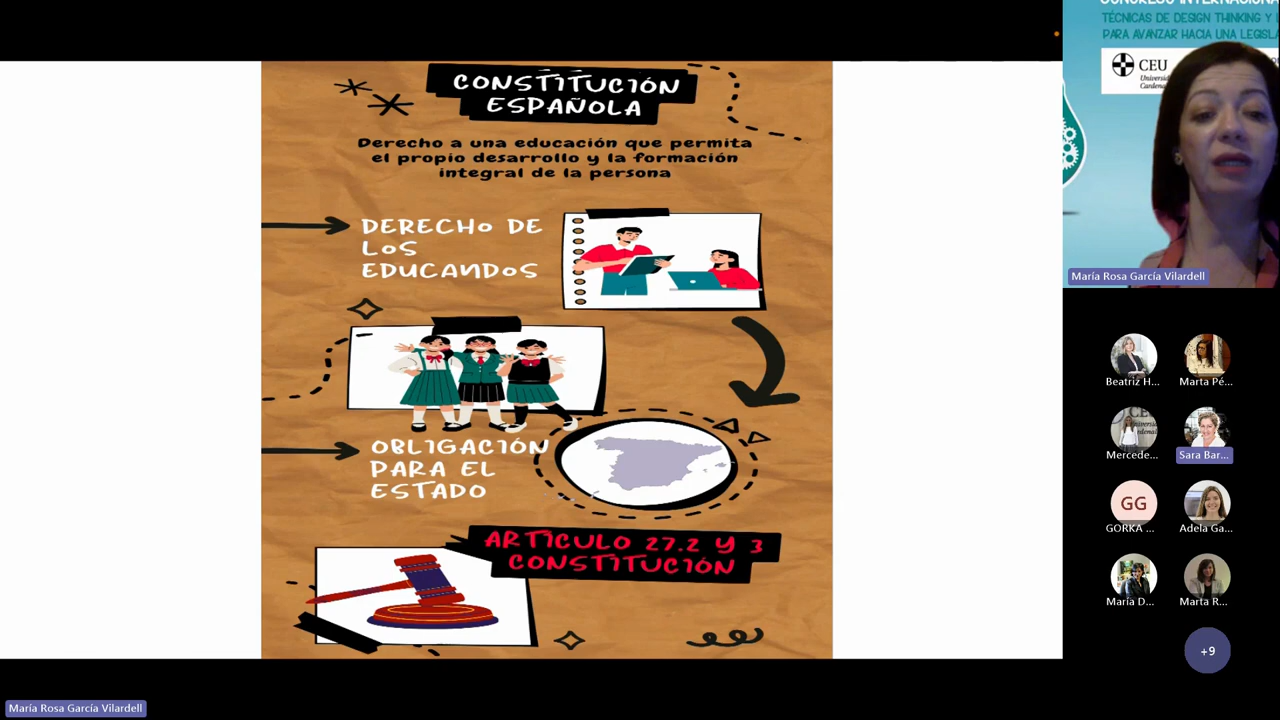 CONSTITUCIÓN
ESPAÑOLA
Derecho a una educación que permita
el propio desarrollo y la formación
integral de la persona
DERECHO DE
LOS
EDUCANDOS
OBLIGACIÓN
PARA EL
ESTADO
ARTÍCULO 27.2 Y 3
CONSTITUCIÓN
TÉCNICAS DE DESIGN THINKING Y
PARA AVANZAR HACIA UNA LEGISLA
CEU
María Rosa García Vilardell
Beatriz H...
Marta Pé...
Mercede...
Sara Bar...
GG
GORKA ...
Adela Ga...
María D...
Marta R...
+9
María Rosa García Vilardell